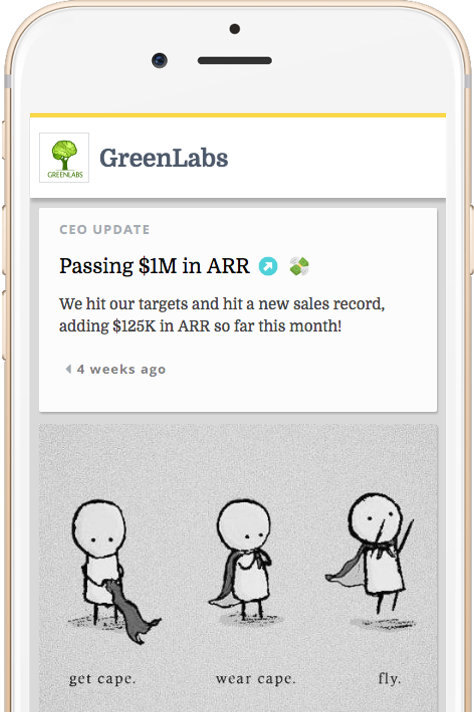 GREENLABS
GreenLabs
CEO UPDATE
Passing $1M in ARR
We hit our targets and hit a new sales record,
adding $125K in ARR so far this month!
4 weeks ago
get cape. wear cape. fly.